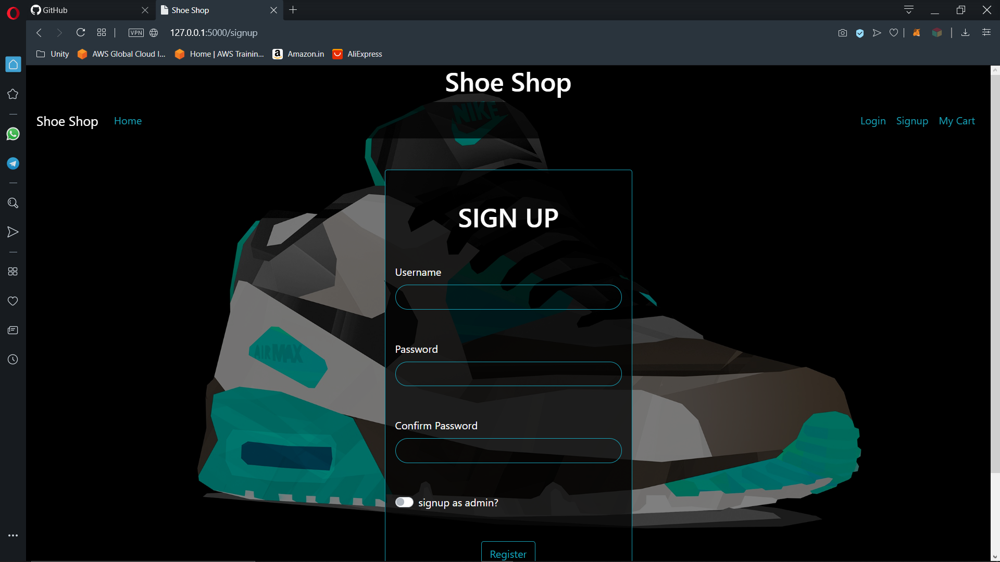 GitHub
Shoe Shop
VPN
127.0.0.1:5000/signup
Unity
AWS Global Cloud I...
Home | AWS Trainin...
Amazon.in
AliExpress
Shoe Shop
NIKE
Shoe Shop
Home
Login
Signup
My Cart
SIGN UP
Username
AIRMAX
Password
Confirm Password
signup as admin?
Register